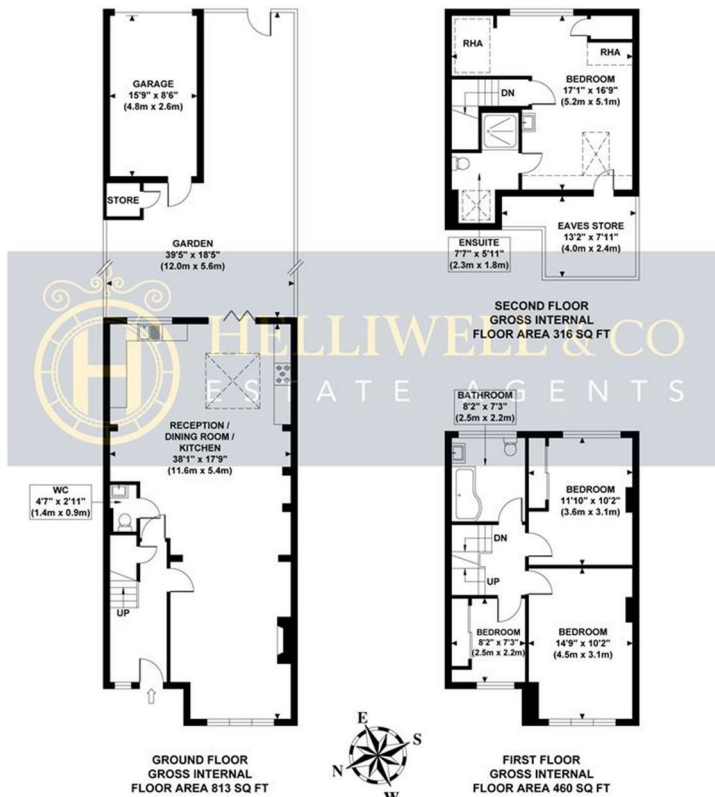 GARAGE
15'9" x 8'6"
(4.8m x 2.6m)
STORE
GARDEN
39'5" x 18'5"
(12.0m x 5.6m)
RECEPTION /
DINING ROOM /
KITCHEN
38'1" x 17'9"
(11.6m x 5.4m)
WC
4'7" x 2'11"
(1.4m x 0.9m)
UP
GROUND FLOOR
GROSS INTERNAL
FLOOR AREA 813 SQ FT
RHA
RHA
BEDROOM
17'1" x 16'9"
(5.2m x 5.1m)
DN
EAVES STORE
13'2" x 7'11"
(4.0m x 2.4m)
ENSUITE
7'7" x 5'11"
(2.3m x 1.8m)
SECOND FLOOR
GROSS INTERNAL
FLOOR AREA 316 SQ FT
H
HELLIWELL & CO
ESTATE AGENTS
BATHROOM
8'2" x 7'3"
(2.5m x 2.2m)
BEDROOM
11'10" x 10'2"
(3.6m x 3.1m)
DN
UP
BEDROOM
8'2" x 7'3"
(2.5m x 2.2m)
BEDROOM
14'9" x 10'2"
(4.5m x 3.1m)
E
S
N
W
FIRST FLOOR
GROSS INTERNAL
FLOOR AREA 460 SQ FT